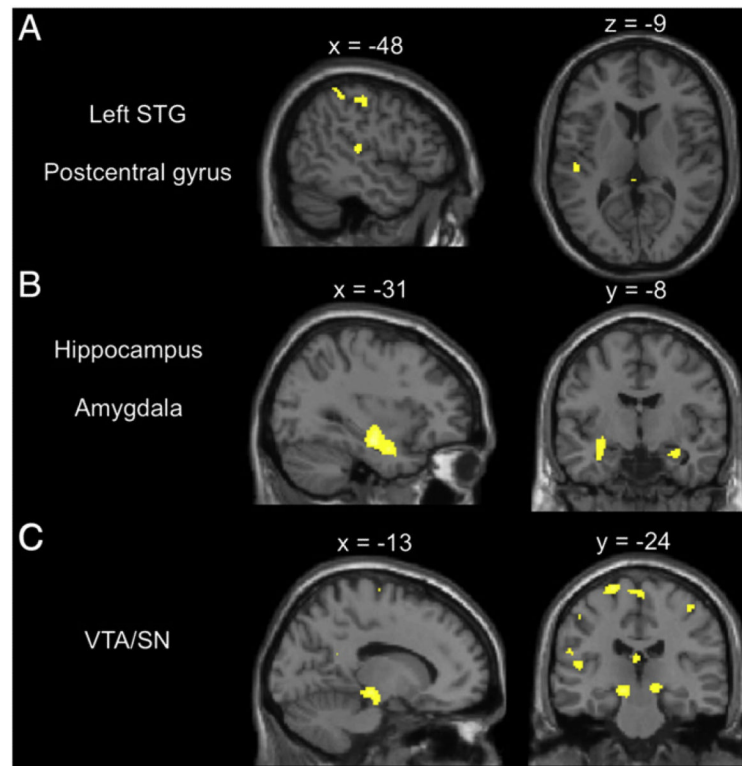 A
x = -48
z = -9
Left STG
Postcentral gyrus
B
x = -31
y = -8
Hippocampus
Amygdala
C
x = -13
y = -24
VTA/SN